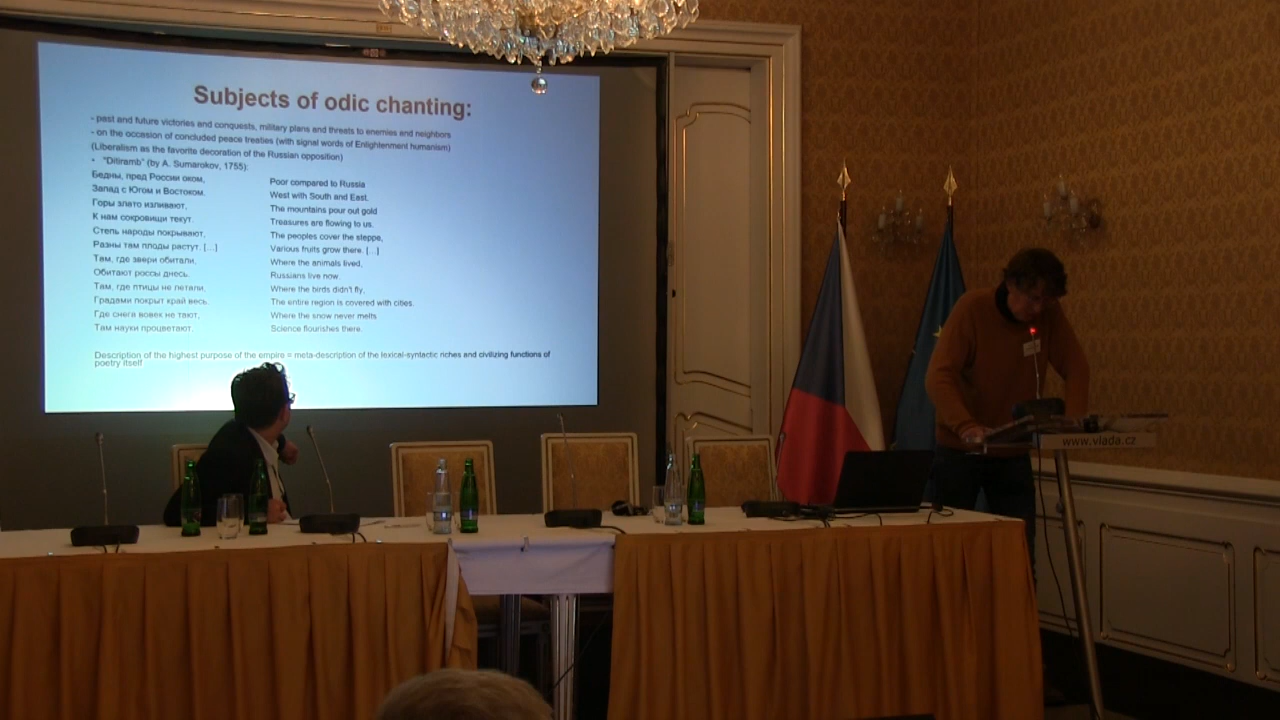 Subjects of odic chanting:
- past and future victories and conquests, military plans and threats to enemies and neighbors
- on the occasion of concluded peace treaties (with signal words of Enlightenment humanism)
(Liberalism as the favorite decoration of the Russian opposition)
• "Ditiramb" (by A. Sumarokov, 1755):
Бедны, пред России оком,
Запад с Югом и Востоком.
Горы злато изливают,
К нам сокровищи текут.
Степь народы покрывают,
Разны там плоды растут. [...]
Там, где звери обитали,
Обитают россы днесь.
Там, где птицы не летали,
Градами покрыт край весь.
Где снега вовек не тают,
Там науки процветают.
Poor compared to Russia
West with South and East.
The mountains pour out gold
Treasures are flowing to us.
The peoples cover the steppe,
Various fruits grow there. [...]
Where the animals lived,
Russians live now.
Where the birds didn't fly,
The entire region is covered with cities.
Where the snow never melts
Science flourishes there.
Description of the highest purpose of the empire = meta-description of the lexical-syntactic riches and civilizing functions of
poetry itself
www.vlada.cz